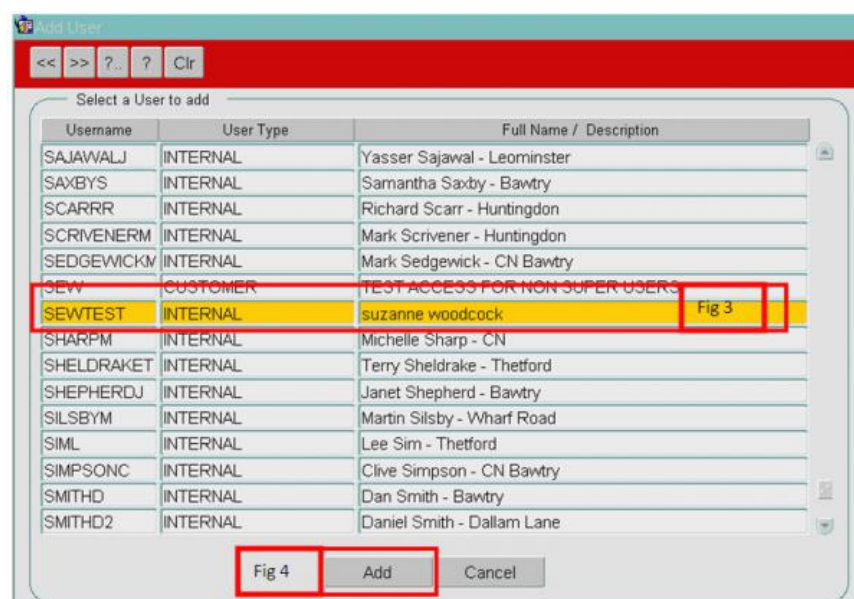 Add User
<< >> ?.. ? Clr
Select a User to add
Username User Type Full Name / Description
SAJAWALJ INTERNAL Yasser Sajawal - Leominster
SAXBYS INTERNAL Samantha Saxby - Bawtry
SCARRR INTERNAL Richard Scarr - Huntingdon
SCRIVENERM INTERNAL Mark Scrivener - Huntingdon
SEDGEWICKM INTERNAL Mark Sedgewick - CN Bawtry
SEW CUSTOMER TEST ACCESS FOR NON SUPER USERS
SEWTEST INTERNAL suzanne woodcock Fig 3
SHARPM INTERNAL Michelle Sharp - CN
SHELDRAKET INTERNAL Terry Sheldrake - Thetford
SHEPHERDJ INTERNAL Janet Shepherd - Bawtry
SILSBYM INTERNAL Martin Silsby - Wharf Road
SIML INTERNAL Lee Sim - Thetford
SIMPSONC INTERNAL Clive Simpson - CN Bawtry
SMITHD INTERNAL Dan Smith - Bawtry
SMITHD2 INTERNAL Daniel Smith - Dallam Lane
Fig 4 Add Cancel